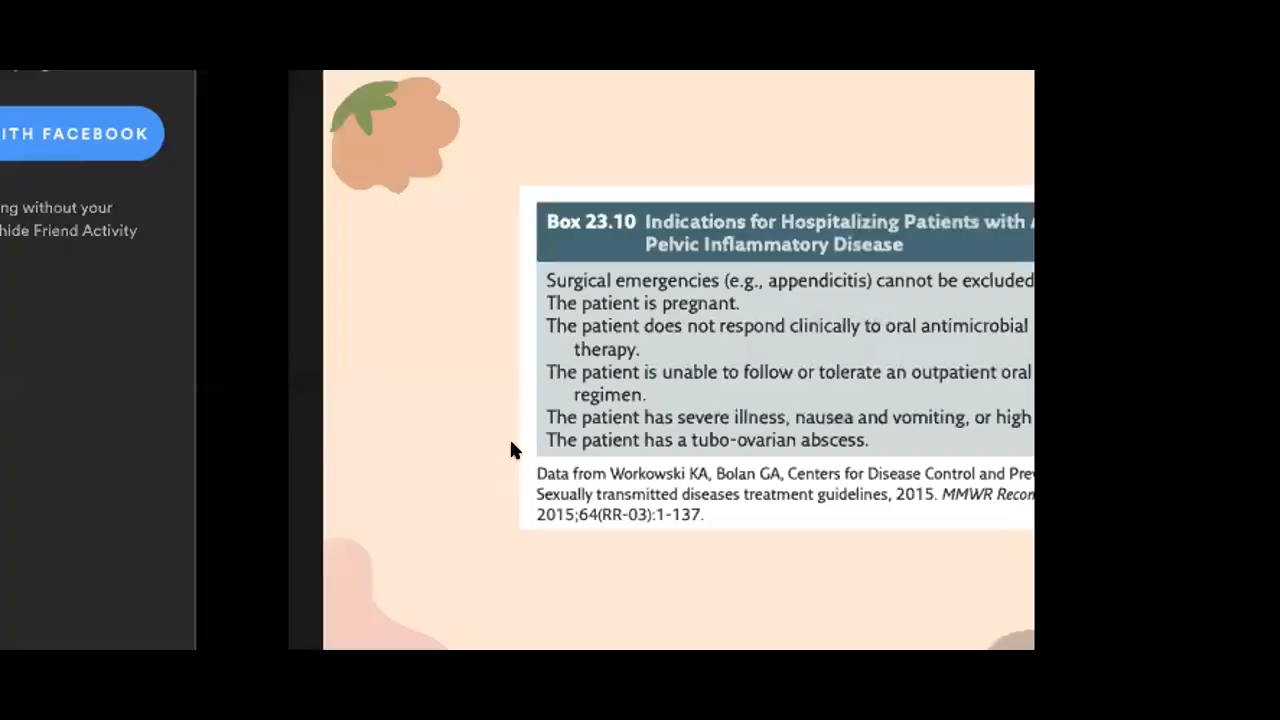 ITH FACEBOOK
ng without your
hide Friend Activity
Box 23.10 Indications for Hospitalizing Patients with
Pelvic Inflammatory Disease
Surgical emergencies (e.g., appendicitis) cannot be excluded
The patient is pregnant.
The patient does not respond clinically to oral antimicrobial
therapy.
The patient is unable to follow or tolerate an outpatient oral
regimen.
The patient has severe illness, nausea and vomiting, or high
The patient has a tubo-ovarian abscess.
Data from Workowski KA, Bolan GA, Centers for Disease Control and Prev
Sexually transmitted diseases treatment guidelines, 2015. MMWR Recom
2015;64(RR-03):1-137.